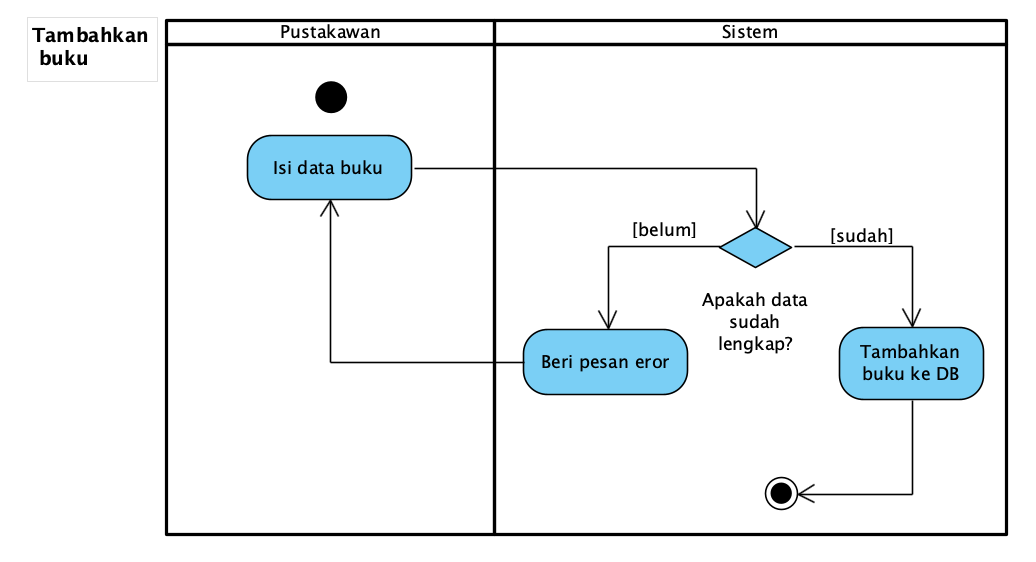 Tambahkan
buku
Pustakawan
Sistem
Isi data buku
[belum]
[sudah]
Apakah data
sudah
lengkap?
Beri pesan eror
Tambahkan
buku ke DB